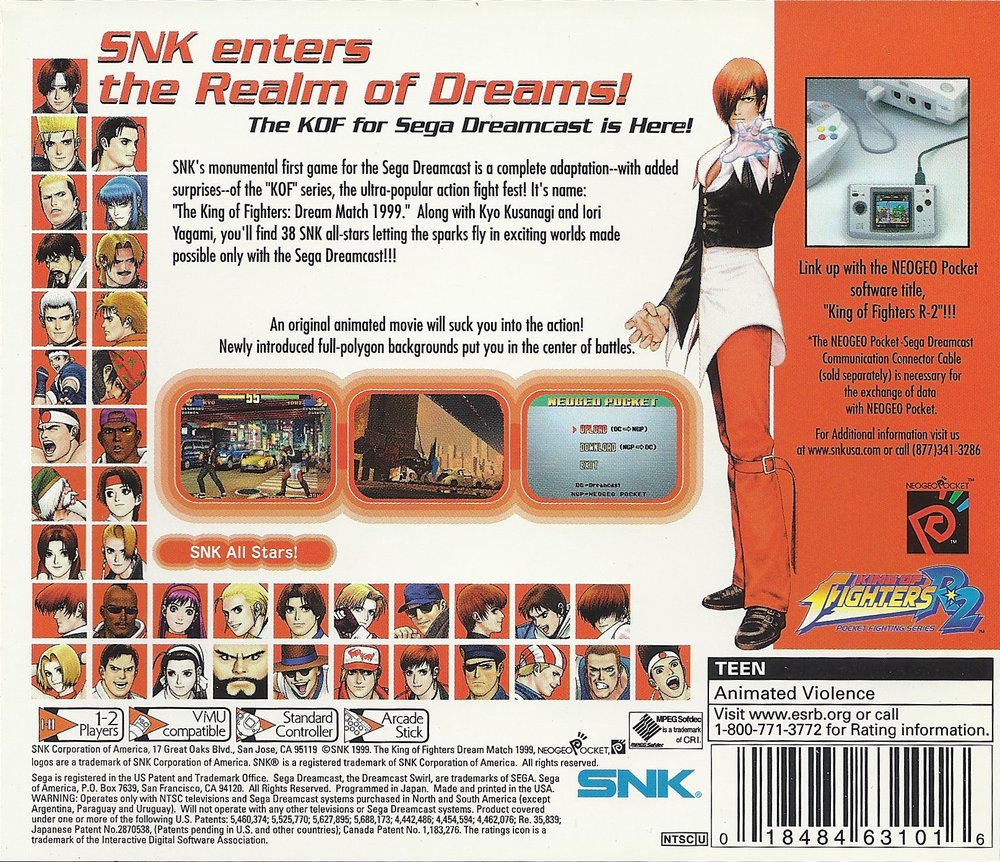 SNK enters
the Realm of Dreams!
The KOF for Sega Dreamcast is Here!
SNK's monumental first game for the Sega Dreamcast is a complete adaptation--with added
surprises--of the "KOF" series, the ultra-popular action fight fest! It's name:
"The King of Fighters: Dream Match 1999." Along with Kyo Kusanagi and Iori
Yagami, you'll find 38 SNK all-stars letting the sparks fly in exciting worlds made
possible only with the Sega Dreamcast!!!
An original animated movie will suck you into the action!
Newly introduced full-polygon backgrounds put you in the center of battles.
55
NEOGEO POCKET
UPLOAD (DC⇨NGP)
DOWNLOAD (NGP⇨DC)
EXIT
DC=Dreamcast
NGP=NEOGEO POCKET
SNK All Stars!
Link up with the NEOGEO Pocket
software title,
"King of Fighters R-2"!!!
*The NEOGEO Pocket-Sega Dreamcast
Communication Connector Cable
(sold separately) is necessary for
the exchange of data
with NEOGEO Pocket.
For Additional information visit us
at www.snkusa.com or call (877)341-3286
NEOGEO POCKET™
KING OF
FIGHTERS R-2
POCKET FIGHTING SERIES
TEEN
Animated Violence
Visit www.esrb.org or call
1-800-771-3772 for Rating information.
1-2 Players
VMU compatible
Standard Controller
Arcade Stick
MPEG Sofdec
is a trademark
of CRI.
SNK Corporation of America, 17 Great Oaks Blvd., San Jose, CA 95119 ©SNK 1999. The King of Fighters Dream Match 1999, NEOGEO POCKET,
logos are a trademark of SNK Corporation of America. SNK® is a registered trademark of SNK Corporation of America. All rights reserved.
Sega is registered in the US Patent and Trademark Office. Sega Dreamcast, the Dreamcast Swirl, are trademarks of SEGA. Sega
of America, P.O. Box 7639, San Francisco, CA 94120. All Rights Reserved. Programmed in Japan. Made and printed in the USA.
WARNING: Operates only with NTSC televisions and Sega Dreamcast systems purchased in North and South America (except
Argentina, Paraguay and Uruguay). Will not operate with any other televisions or Sega Dreamcast systems. Product covered
under one or more of the following U.S. Patents: 5,460,374; 5,525,770; 5,627,895; 5,688,173; 4,442,486; 4,454,594; 4,462,076; Re. 35,839;
Japanese Patent No.2870538, (Patents pending in U.S. and other countries); Canada Patent No. 1,183,276. The ratings icon is a
trademark of the Interactive Digital Software Association.
SNK®
NTSC U
0 18484 63101 6